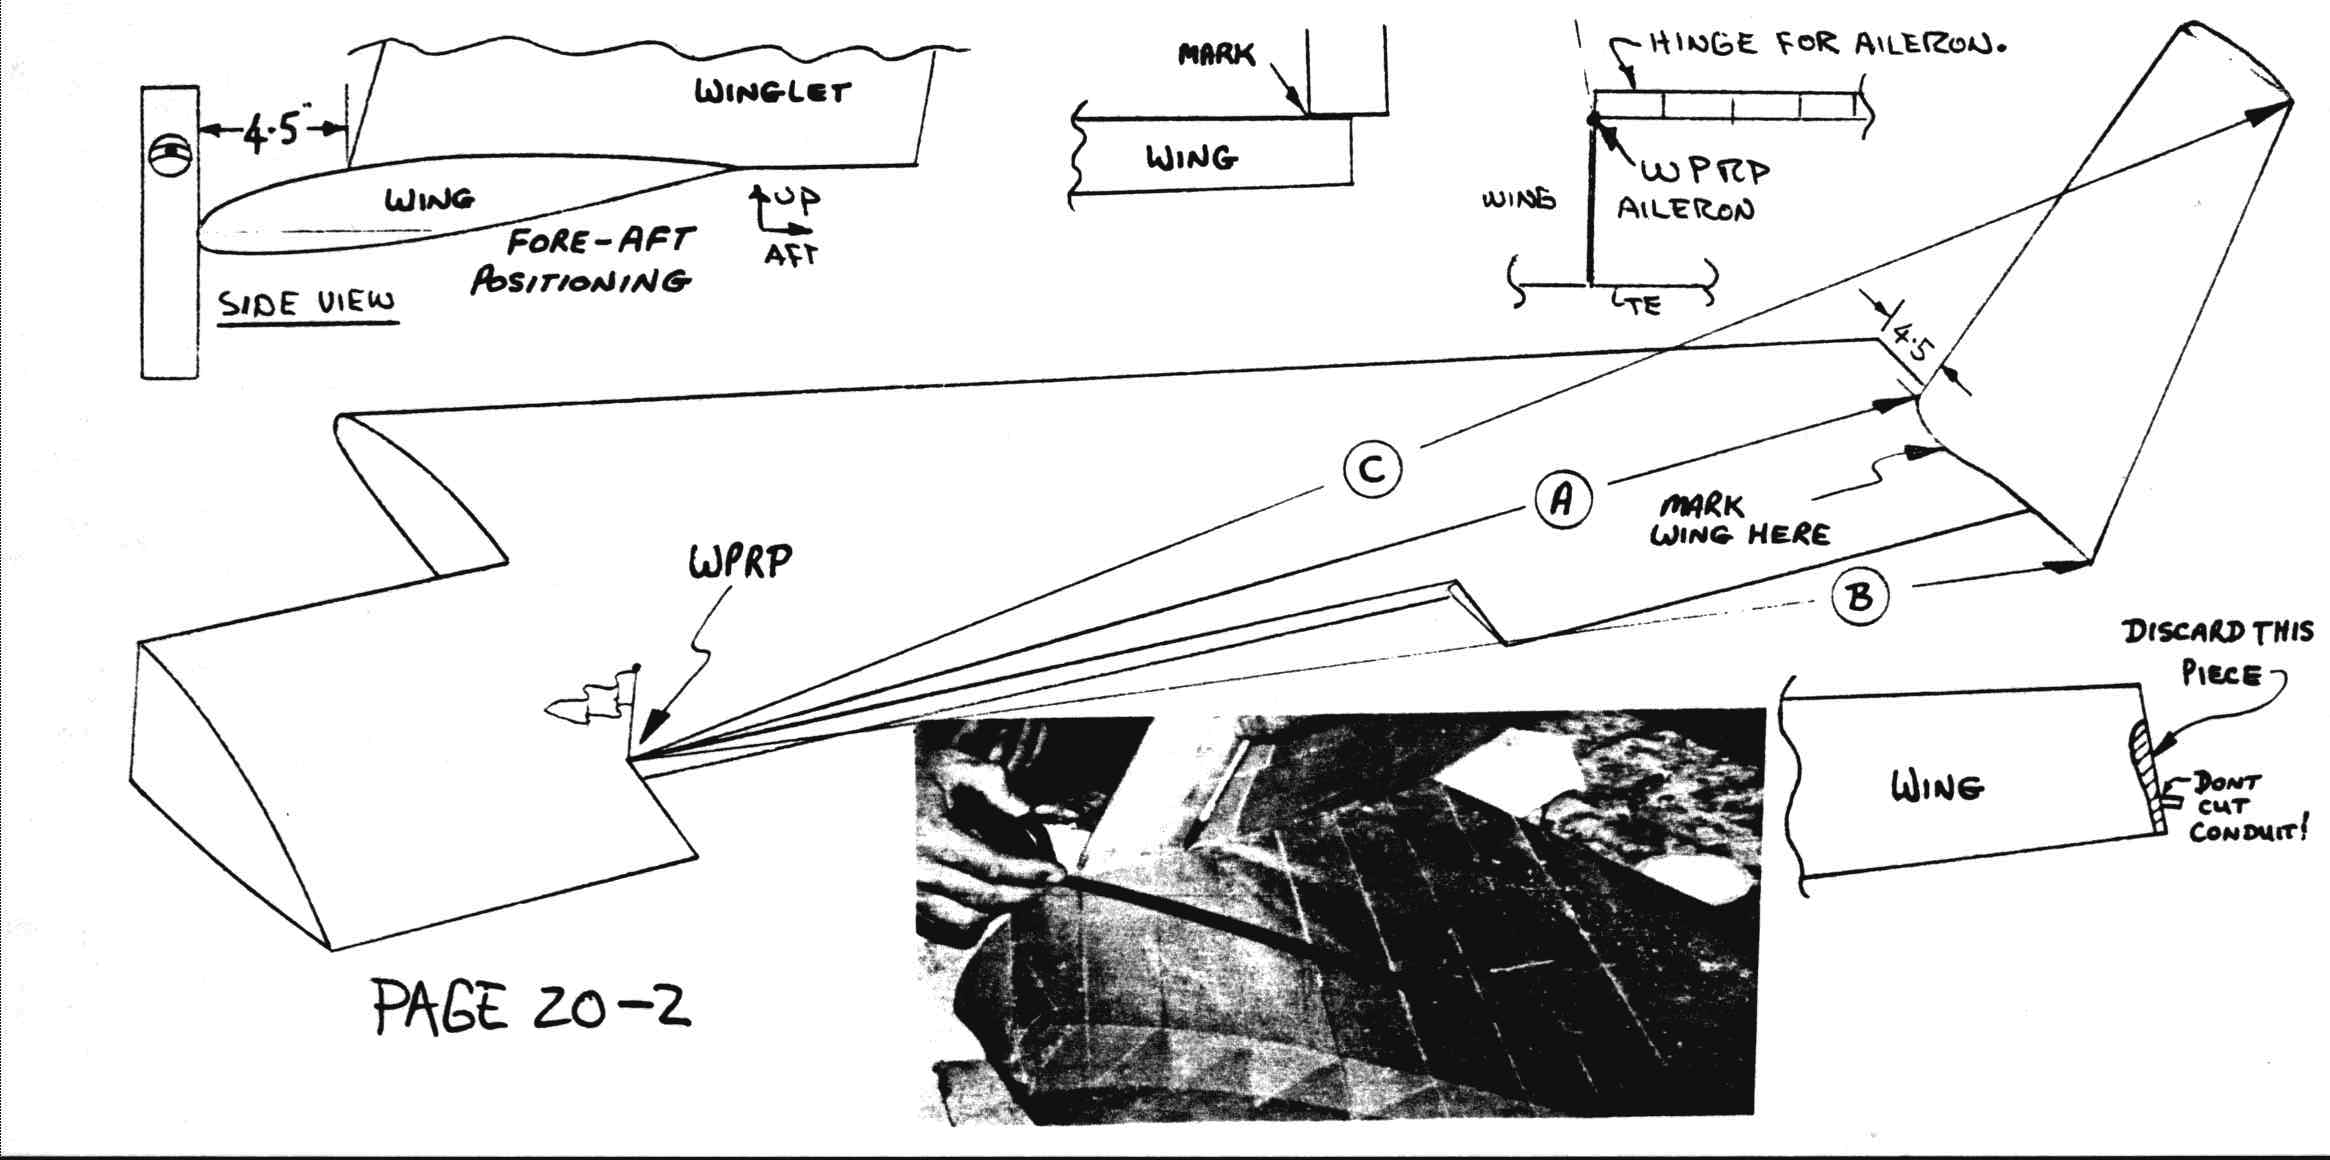 MARK
HINGE FOR AILERON.
WINGLET
4.5"
WING
WING
WPRP
AILERON
WING
UP
AFT
FORE-AFT
POSITIONING
SIDE VIEW
TE
4.5
C
A
MARK
WING HERE
WPRP
B
DISCARD THIS
PIECE
WING
DONT
CUT
CONDUIT!
PAGE 20-2